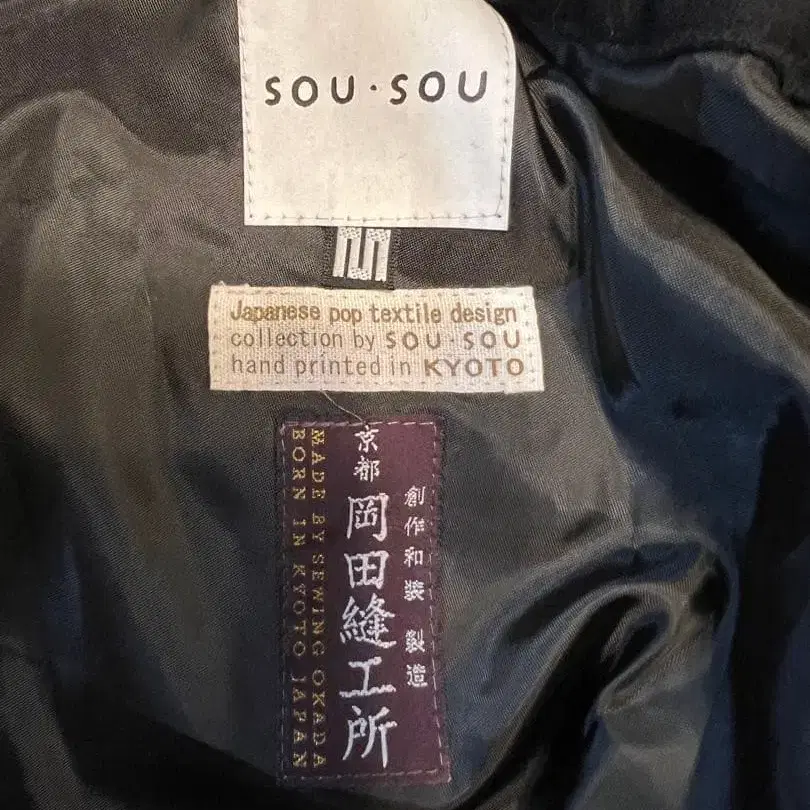 SOU・SOU
Japanese pop textile design
collection by SOU・SOU
hand printed in KYOTO
創作和装 製造
京都 岡田縫工所
MADE BY SEWING OKADA
BORN IN KYOTO JAPAN